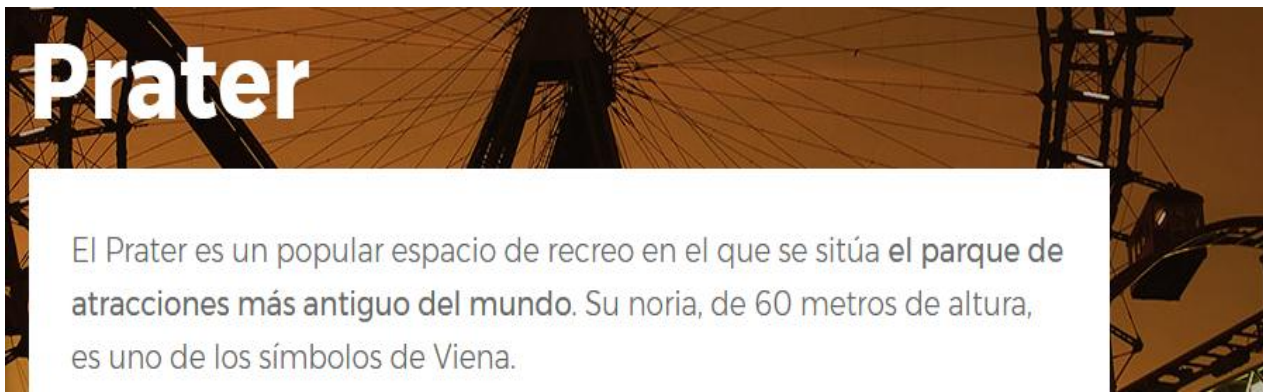 Prater
El Prater es un popular espacio de recreo en el que se sitúa el parque de
atracciones más antiguo del mundo. Su noria, de 60 metros de altura,
es uno de los símbolos de Viena.